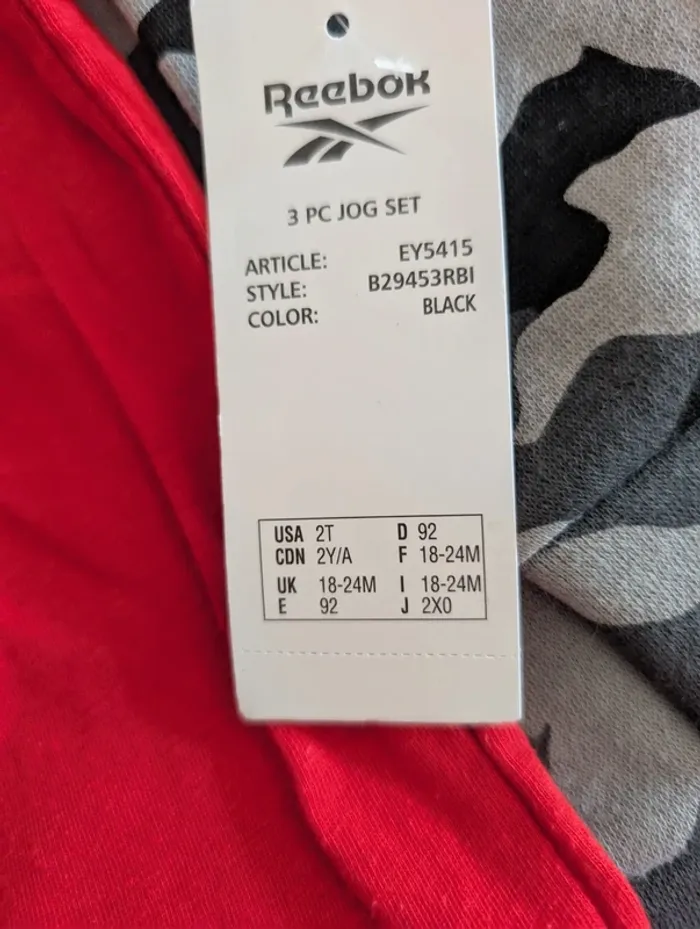 Reebok
3 PC JOG SET
ARTICLE: EY5415
STYLE: B29453RBI
COLOR: BLACK
USA 2T D 92
CDN 2Y/A F 18-24M
UK 18-24M I 18-24M
E 92 J 2X0